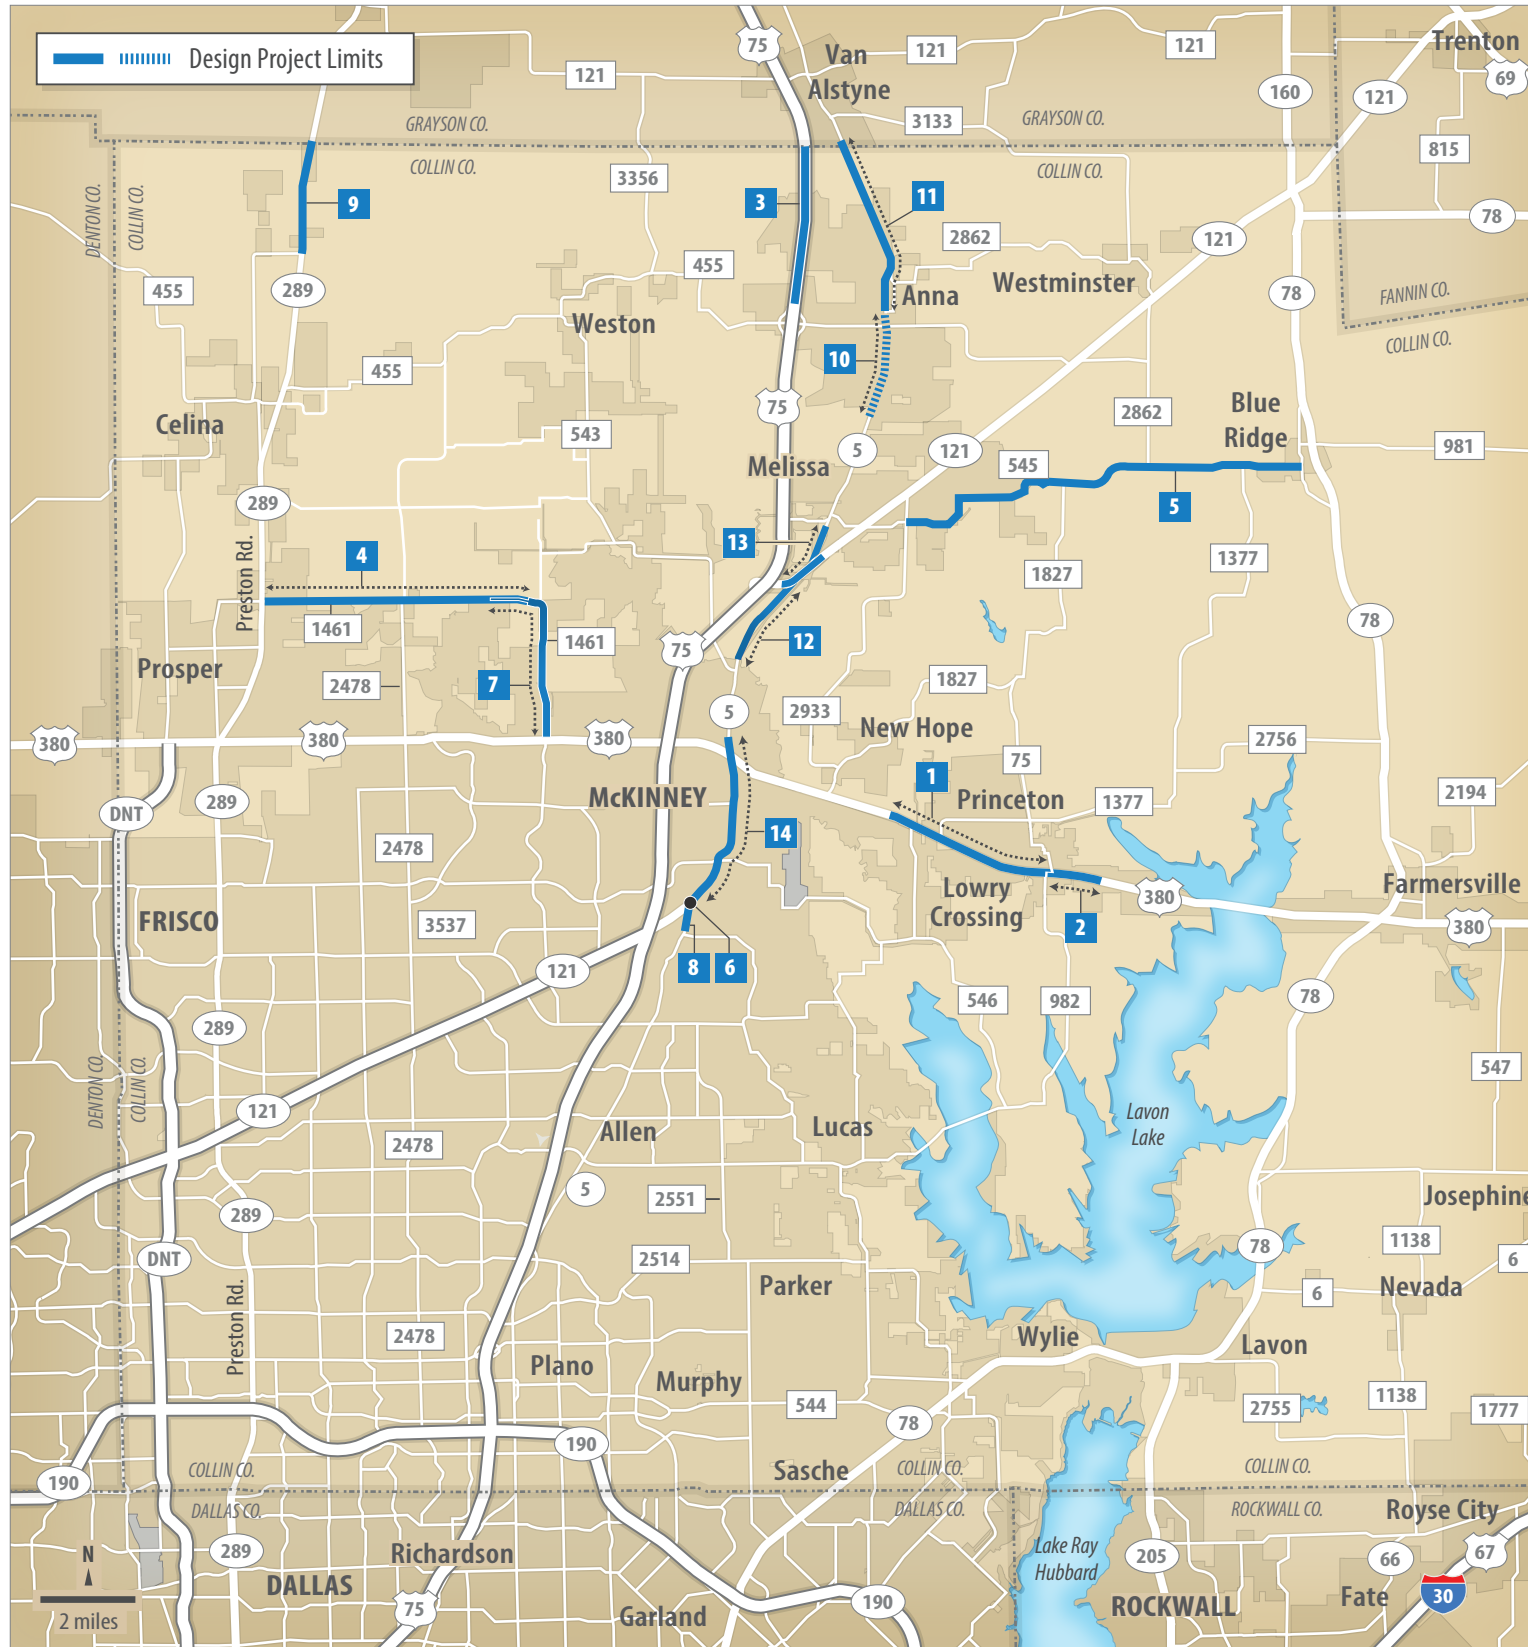 Design Project Limits
75
Van
Alstyne
121
121
Trenton
69
121
160
121
3133
GRAYSON CO.
GRAYSON CO.
815
COLLIN CO.
COLLIN CO.
3356
DENTON CO.
COLLIN CO.
9
3
11
78
121
2862
455
455
289
Westminster
Anna
78
FANNIN CO.
Weston
COLLIN CO.
10
455
75
Blue
Ridge
2862
Celina
543
5
121
981
Melissa
545
289
5
13
4
Preston Rd.
1377
1827
1461
1461
78
12
75
Prosper
7
2478
1827
5
2933
New Hope
380
380
380
2756
75
1
McKINNEY
Princeton
1377
2194
DNT
289
14
2478
Lowry
Crossing
Farmersville
380
FRISCO
3537
2
380
8
6
121
78
546
982
289
547
DENTON CO.
COLLIN CO.
121
Lavon
Lake
Allen
Lucas
2478
5
2551
Josephine
289
78
1138
DNT
2514
6
Parker
6
Nevada
Preston Rd.
2478
Wylie
Lavon
Plano
Murphy
544
2755
1138
1777
78
190
Sasche
COLLIN CO.
COLLIN CO.
COLLIN CO.
190
DALLAS CO.
DALLAS CO.
ROCKWALL CO.
Royse City
N
289
Richardson
Lake Ray
Hubbard
205
66
67
DALLAS
2 miles
75
Garland
190
ROCKWALL
Fate
30